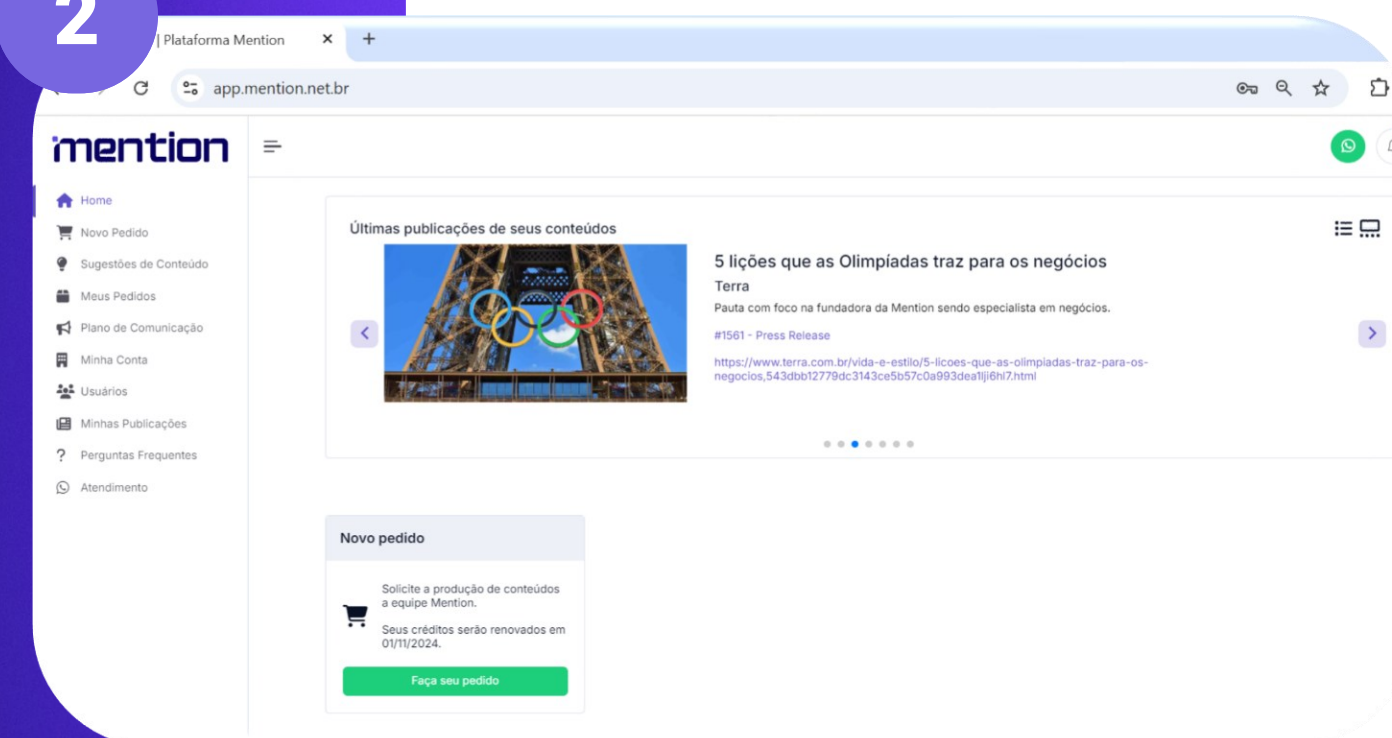 2
| Plataforma Mention
app.mention.net.br
mention
Home
Novo Pedido
Sugestões de Conteúdo
Meus Pedidos
Plano de Comunicação
Minha Conta
Usuários
Minhas Publicações
Perguntas Frequentes
Atendimento
Últimas publicações de seus conteúdos
5 lições que as Olimpíadas traz para os negócios
Terra
Pauta com foco na fundadora da Mention sendo especialista em negócios.
#1561 - Press Release
https://www.terra.com.br/vida-e-estilo/5-licoes-que-as-olimpiadas-traz-para-os-
negocios,543dbb12779dc3143ce5b57c0a993dea1lji6hl7.html
Novo pedido
Solicite a produção de conteúdos
a equipe Mention.
Seus créditos serão renovados em
01/11/2024.
Faça seu pedido